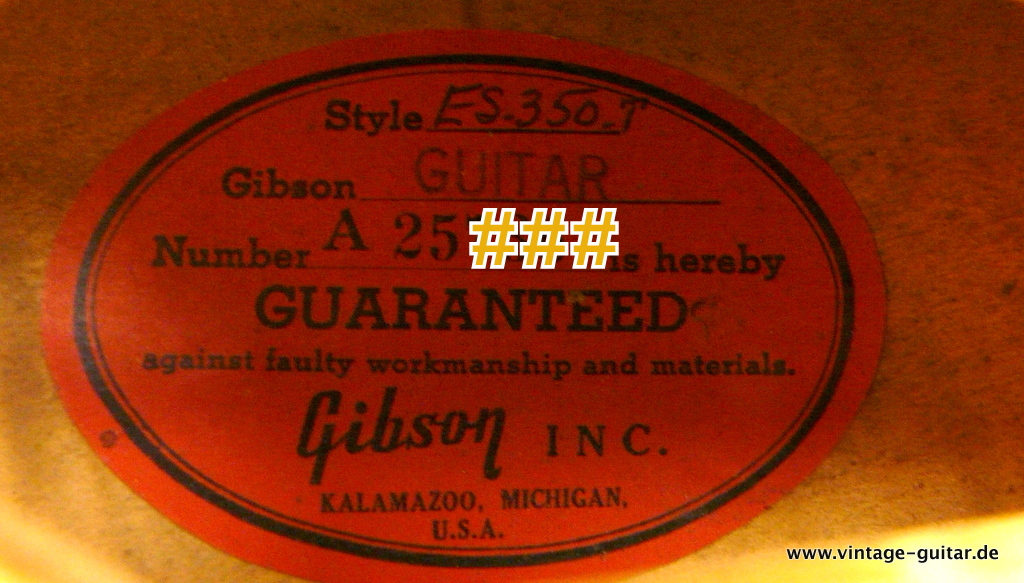 Style ES-350-T
Gibson GUITAR
Number A 25### is hereby
GUARANTEED
against faulty workmanship and materials.
Gibson INC.
KALAMAZOO, MICHIGAN,
U.S.A.
www.vintage-guitar.de